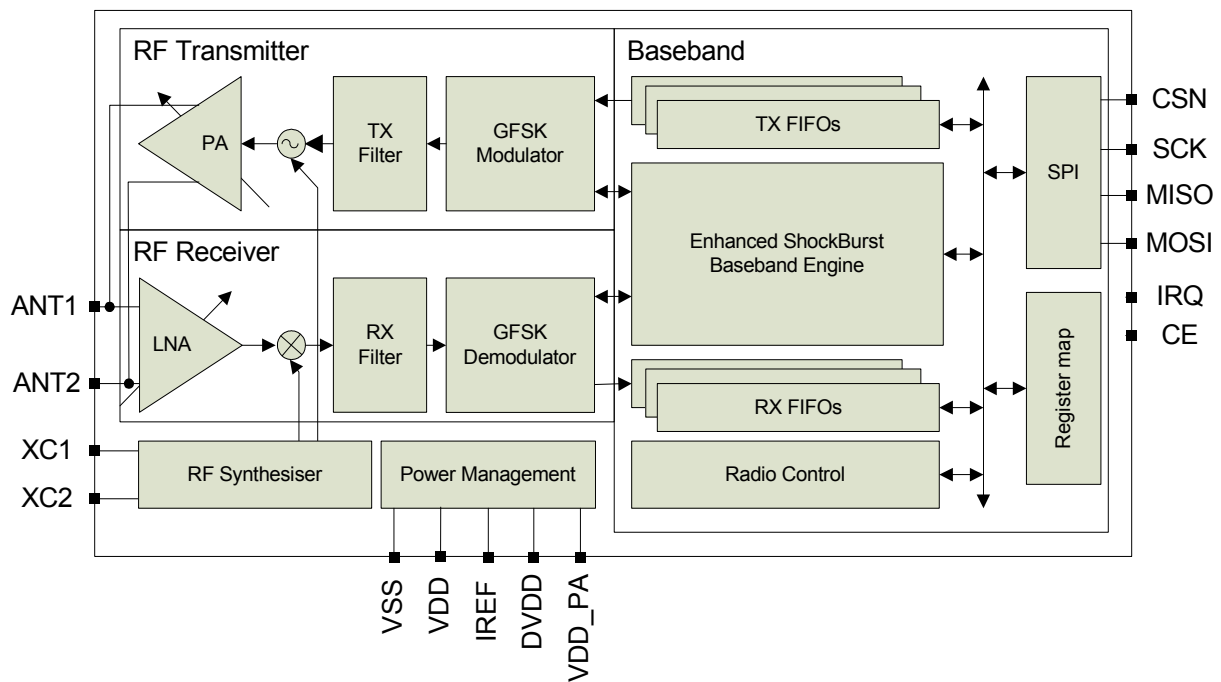 RF Transmitter
Baseband
PA
TX
Filter
GFSK
Modulator
TX FIFOs
SPI
CSN
SCK
MISO
MOSI
Enhanced ShockBurst
Baseband Engine
RF Receiver
ANT1
ANT2
LNA
RX
Filter
GFSK
Demodulator
RX FIFOs
Register map
IRQ
CE
XC1
XC2
RF Synthesiser
Power Management
Radio Control
VSS
VDD
IREF
DVDD
VDD_PA